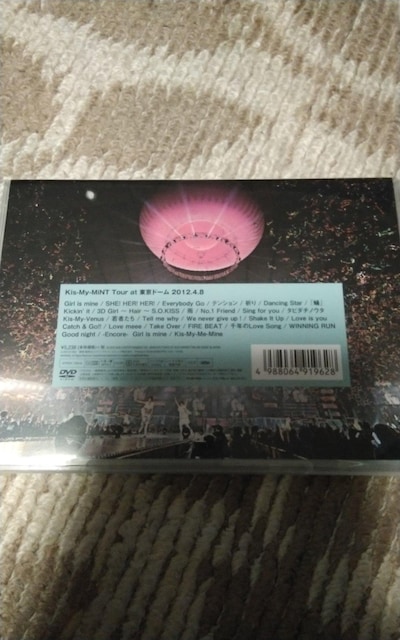 Kis-My-MiNT Tour at 東京ドーム 2012.4.8
Girl is mine / SHE! HER! HER! / Everybody Go / テンション / 祈り / Dancing Star / 「輪」
Kickin' it / 3D Girl ～ Hair ～ S.O.KISS / 雨 / No.1 Friend / Sing for you / タビダチノウタ
Kis-My-Venus / 若者たち / Tell me why / We never give up! / Shake It Up / Love is you
Catch & Go!! / Love meee / Take Over / FIRE BEAT / 千年のLove Song / WINNING RUN
Good night / -Encore- Girl is mine / Kis-My-Me-Mine
DVD
4 988064 919628